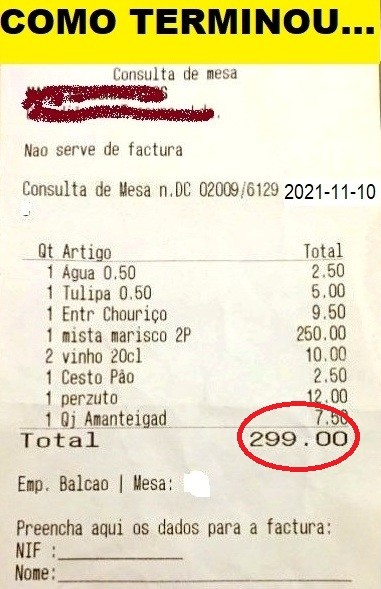 COMO TERMINOU...
Consulta de mesa
Nao serve de factura
Consulta de Mesa n.DC 02009/6129 2021-11-10
Qt Artigo Total
1 Água 0.50 2.50
1 Tulipa 0.50 5.00
1 Entr Chouriço 9.50
1 mista marisco 2P 250.00
2 vinho 20cl 10.00
1 Cesto Pão 2.50
1 perzuto 12.00
1 Qj Amanteigad 7.50
Total 299.00
Emp. Balcao | Mesa:
Preencha aqui os dados para a factura:
NIF :
Nome: